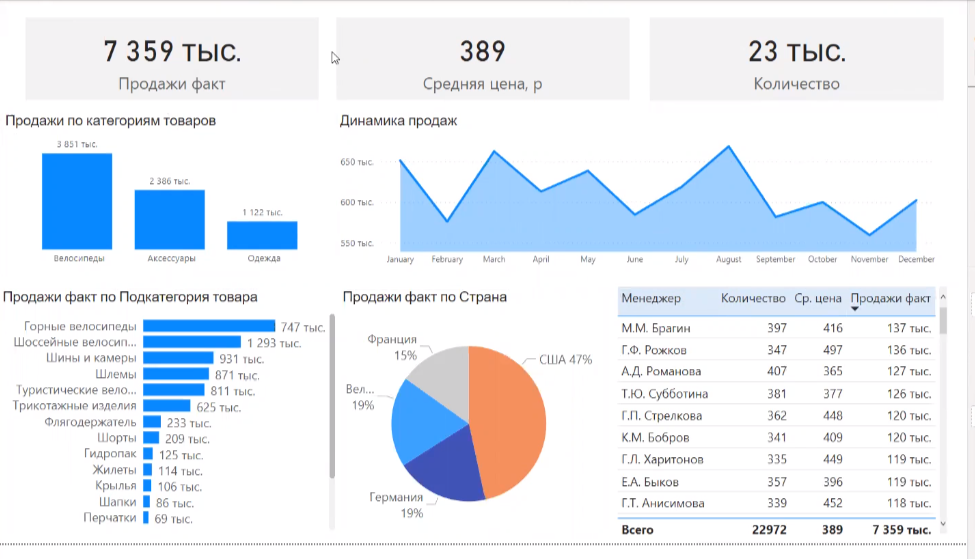 7 359 тыс.
Продажи факт
389
Средняя цена, р
23 тыс.
Количество
Продажи по категориям товаров
3 851 тыс.
2 386 тыс.
1 122 тыс.
Велосипеды
Аксессуары
Одежда
Динамика продаж
650 тыс.
600 тыс.
550 тыс.
January February March April May June July August September October November December
Продажи факт по Подкатегория товара
Горные велосипеды 747 тыс.
Шоссейные велосип... 1 293 тыс.
Шины и камеры 931 тыс.
Шлемы 871 тыс.
Туристические вело... 811 тыс.
Трикотажные изделия 625 тыс.
Флягодержатель 233 тыс.
Шорты 209 тыс.
Гидропак 125 тыс.
Жилеты 114 тыс.
Крылья 106 тыс.
Шапки 86 тыс.
Перчатки 69 тыс.
Продажи факт по Страна
Франция
15%
США 47%
Вел...
19%
Германия
19%
Менеджер Количество Ср. цена Продажи факт
М.М. Брагин 397 416 137 тыс.
Г.Ф. Рожков 347 497 136 тыс.
А.Д. Романова 407 365 127 тыс.
Т.Ю. Субботина 381 377 126 тыс.
Г.П. Стрелкова 362 448 120 тыс.
К.М. Бобров 341 409 120 тыс.
Г.Л. Харитонов 335 449 119 тыс.
Е.А. Быков 357 396 119 тыс.
Г.Т. Анисимова 339 452 118 тыс.
Всего 22972 389 7 359 тыс.